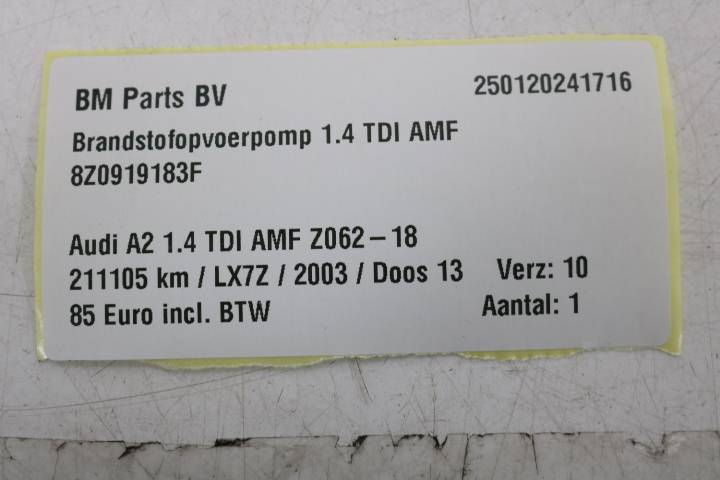 BM Parts BV 250120241716
Brandstofopvoerpomp 1.4 TDI AMF
8Z0919183F
Audi A2 1.4 TDI AMF Z062-18
211105 km / LX7Z / 2003 / Doos 13 Verz: 10
85 Euro incl. BTW Aantal: 1